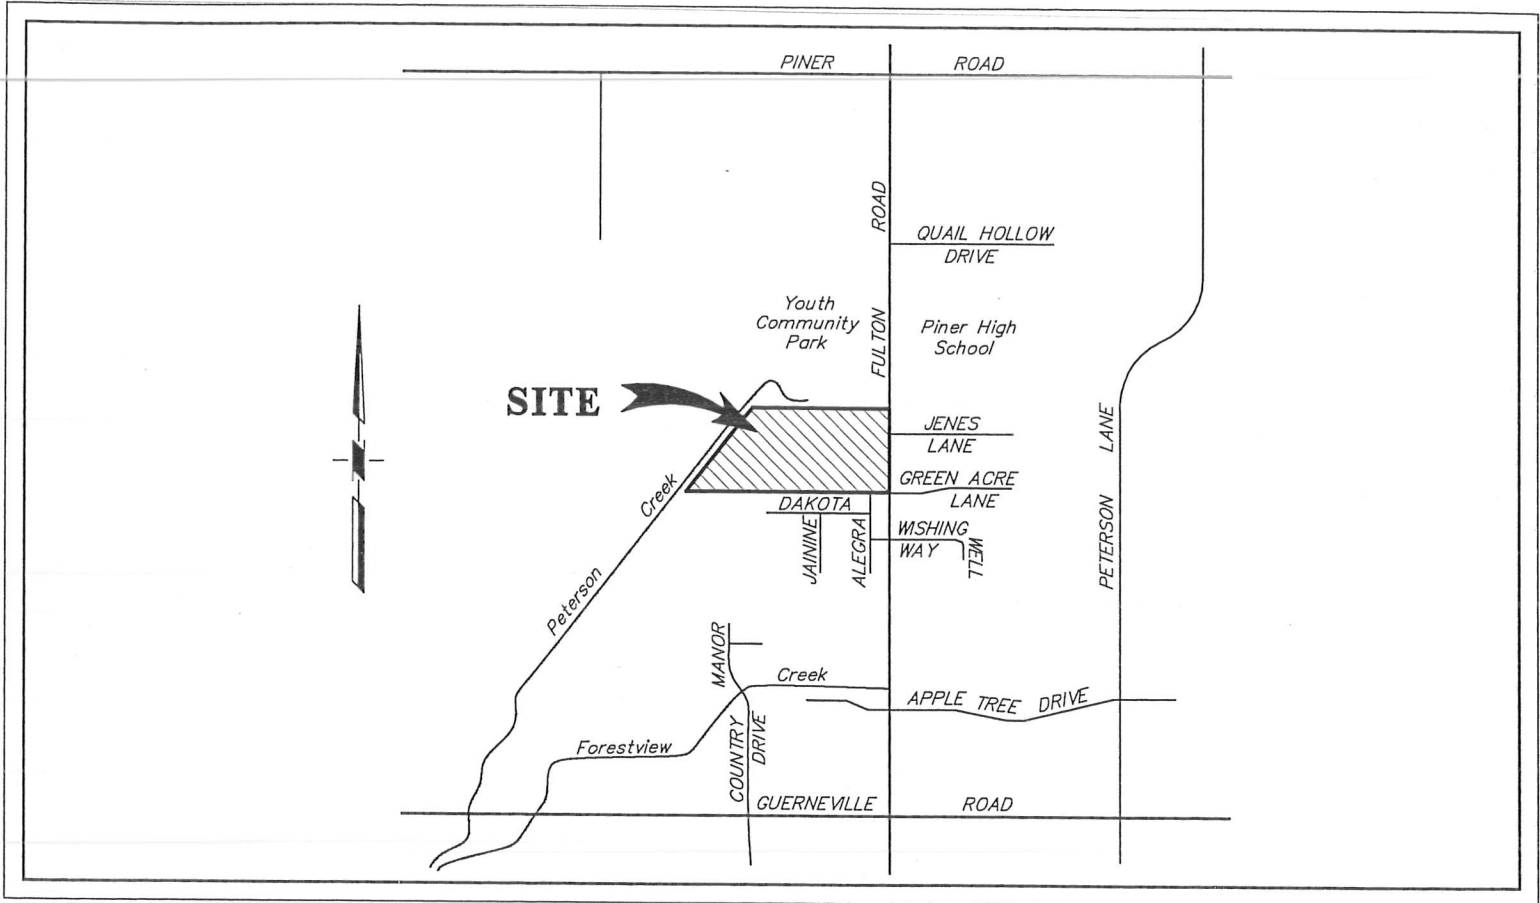 PINER ROAD
FULTON ROAD
QUAIL HOLLOW
DRIVE
Youth
Community
Park
Piner High
School
SITE
JENES
LANE
GREEN ACRE
LANE
PETERSON LANE
Peterson Creek
DAKOTA
JAININE
ALEGRA
WISHING
WAY
WELL
MANOR
COUNTRY
DRIVE
Forestview Creek
APPLE TREE DRIVE
GUERNEVILLE ROAD